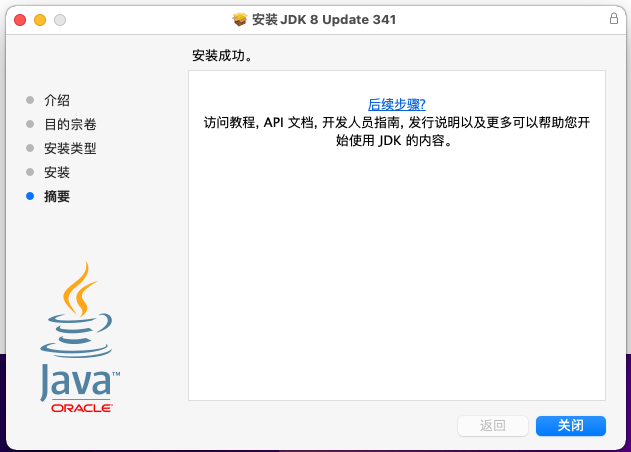 安装 JDK 8 Update 341
安装成功。
介绍
目的宗卷
安装类型
安装
摘要
后续步骤?
访问教程, API 文档, 开发人员指南, 发行说明以及更多可以帮助您开
始使用 JDK 的内容。
Java™
ORACLE
返回
关闭